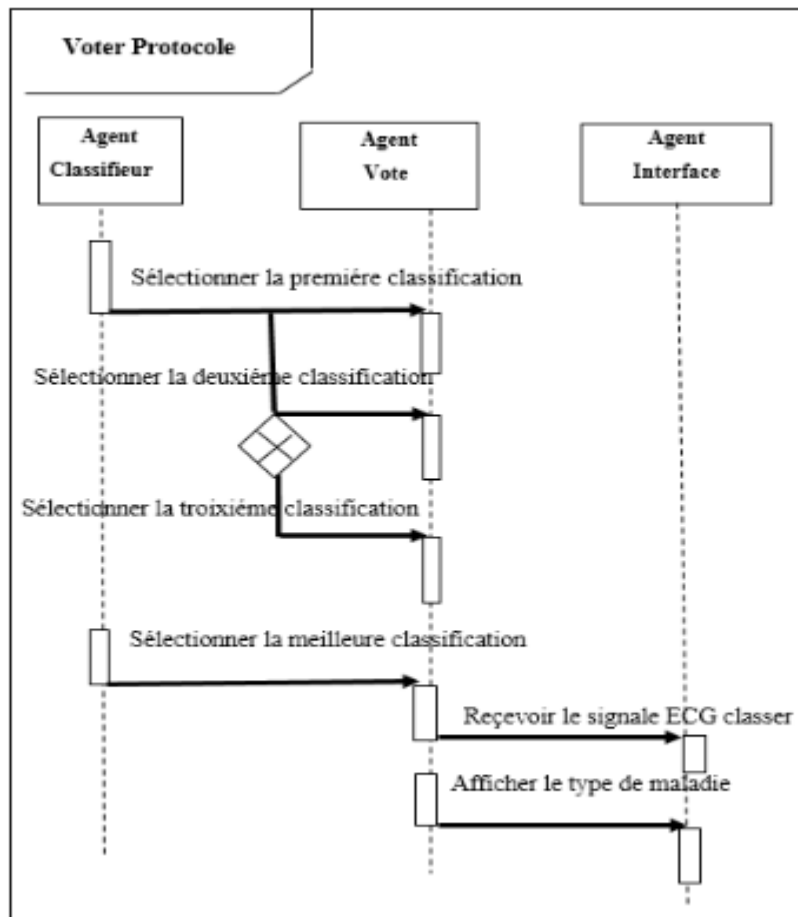 Voter Protocole
Agent
Classifieur
Agent
Vote
Agent
Interface
Sélectionner la premiére classification
Sélectionner la deuxiéme classification
Sélectionner la troixiéme classification
Sélectionner la meilleure classification
Reçevoir le signale ECG classer
Afficher le type de maladie